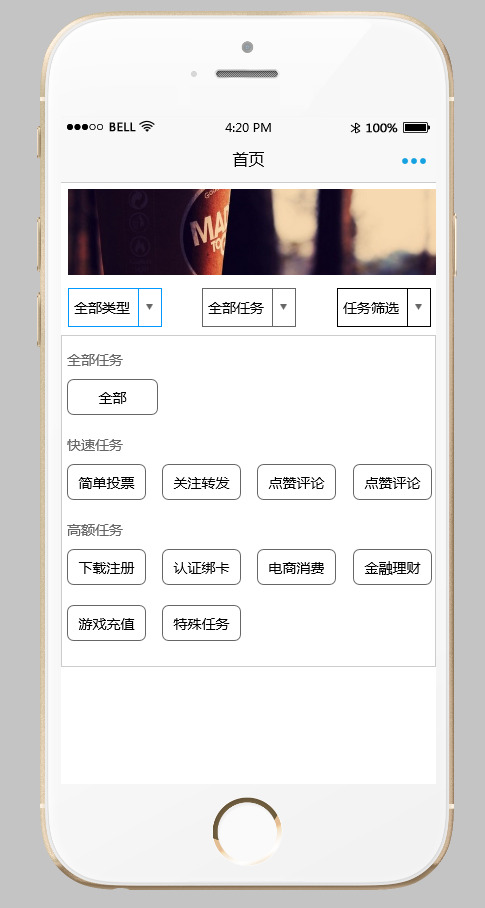 BELL 4:20 PM 100%
首页
MAD
TO
全部类型 全部任务 任务筛选
全部任务
全部
快速任务
简单投票 关注转发 点赞评论 点赞评论
高额任务
下载注册 认证绑卡 电商消费 金融理财
游戏充值 特殊任务